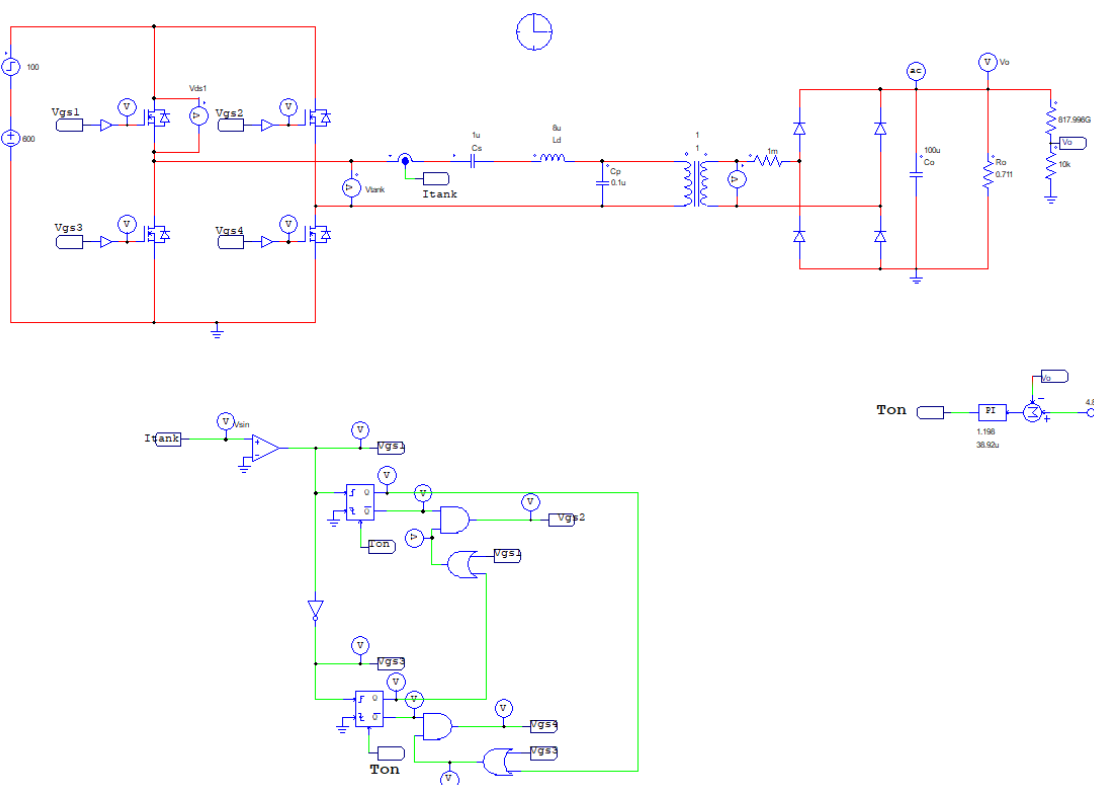 100
600
Vgs1
V
Vds1
Vgs2
V
Vgs3
V
Vgs4
V
Vtank
Itank
1u
Cs
8u
Ld
Cp
0.1u
1
1
1m
ac
V
Vo
100u
Co
Ro
0.711
817.998G
Vo
10k
Vo
Ton
PI
1.198
38.92u
Itank
V
Vsin
V
Vgs1
V
V
V
Q
Q
Vgs2
Ton
Vgs1
V
Vgs3
V
V
Q
Q
V
Vgs4
Ton
Vgs3
V